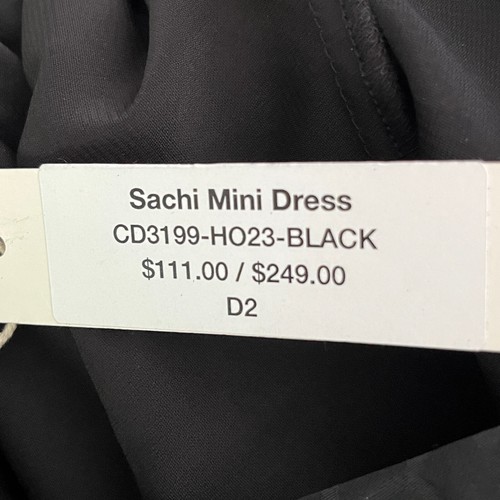 Sachi Mini Dress
CD3199-HO23-BLACK
$111.00 / $249.00
D2